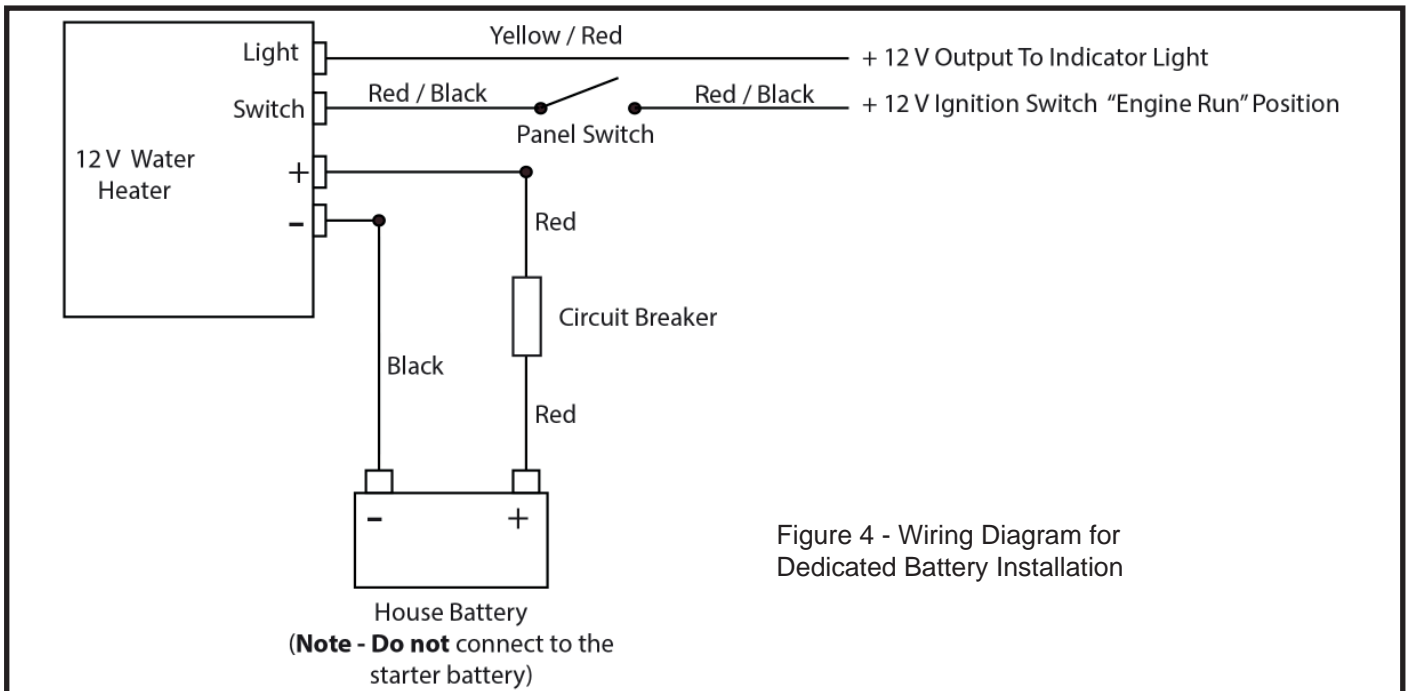 Yellow / Red
Light
+ 12 V Output To Indicator Light
Red / Black
Red / Black
Switch
+ 12 V Ignition Switch "Engine Run" Position
Panel Switch
12 V Water
Heater
+
-
Red
Circuit Breaker
Black
Red
- +
Figure 4 - Wiring Diagram for
Dedicated Battery Installation
House Battery
(Note - Do not connect to the
starter battery)